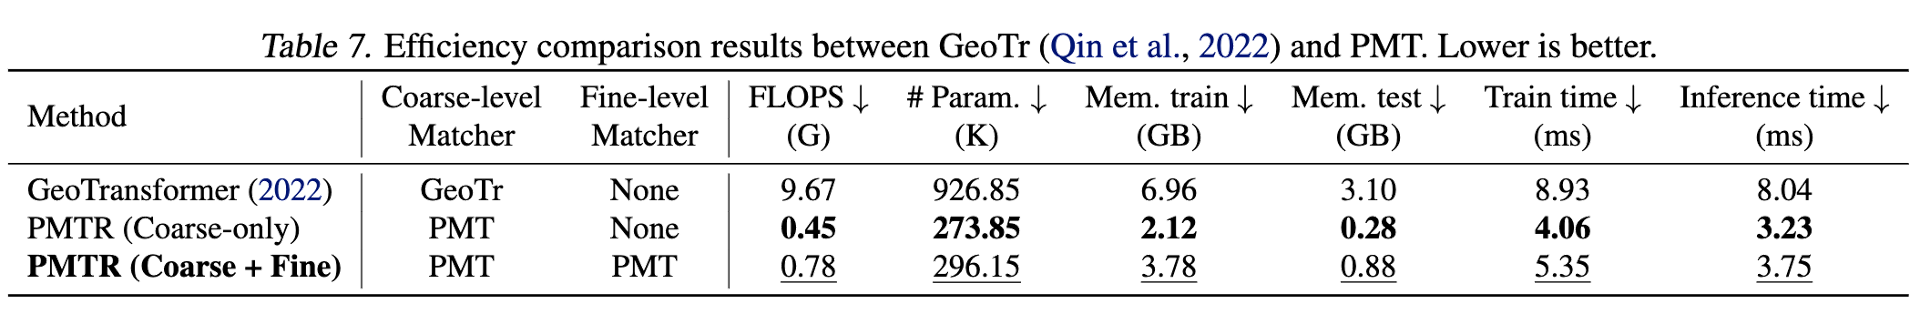 Table 7. Efficiency comparison results between GeoTr (Qin et al., 2022) and PMT. Lower is better.
Method Coarse-level Matcher Fine-level Matcher FLOPS ↓ (G) # Param. ↓ (K) Mem. train ↓ (GB) Mem. test ↓ (GB) Train time ↓ (ms) Inference time ↓ (ms)
GeoTransformer (2022) GeoTr None 9.67 926.85 6.96 3.10 8.93 8.04
PMTR (Coarse-only) PMT None 0.45 273.85 2.12 0.28 4.06 3.23
PMTR (Coarse + Fine) PMT PMT 0.78 296.15 3.78 0.88 5.35 3.75